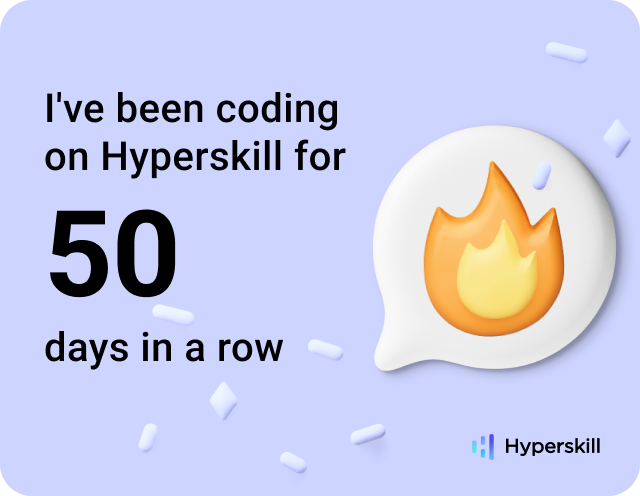 I've been coding
on Hyperskill for
50
days in a row
Hyperskill